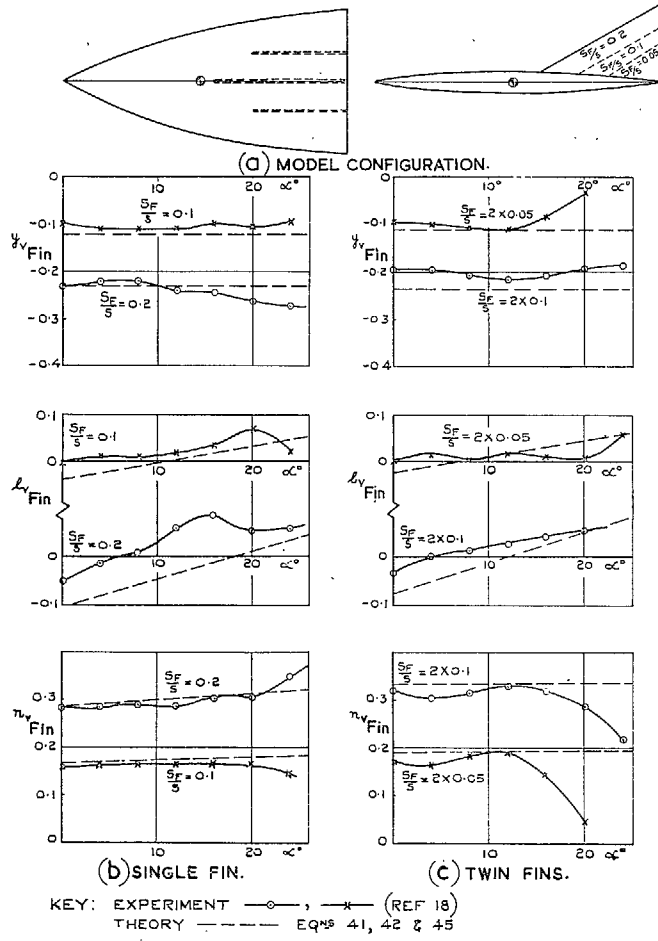 SF/S=0.2
SF/S=0.1
SF/S=0.05
(a) MODEL CONFIGURATION.
0 10 20 α°
SF/S=0.1
-0.1
yv Fin
-0.2
SF/S=0.2
-0.3
-0.4
0 10° 20° α°
SF/S=2×0.05
-0.1
yv Fin
-0.2
SF/S=2×0.1
-0.3
-0.4
0.1
SF/S=0.1
0
10 20 α°
lv Fin
SF/S=0.2
0
10 20 α°
-0.1
0.1
SF/S=2×0.05
0
10 20 α°
lv Fin
SF/S=2×0.1
0
10 20 α°
-0.1
SF/S=0.2
0.3
nv Fin
0.2
SF/S=0.1
0.1
0
10 20 α°
SF/S=2×0.1
0.3
nv Fin
0.2
SF/S=2×0.05
0.1
0
10 20 α°
(b) SINGLE FIN.
(c) TWIN FINS.
KEY: EXPERIMENT —⊙—, —×— (REF 18)
THEORY ———— EQNS 41, 42 & 45